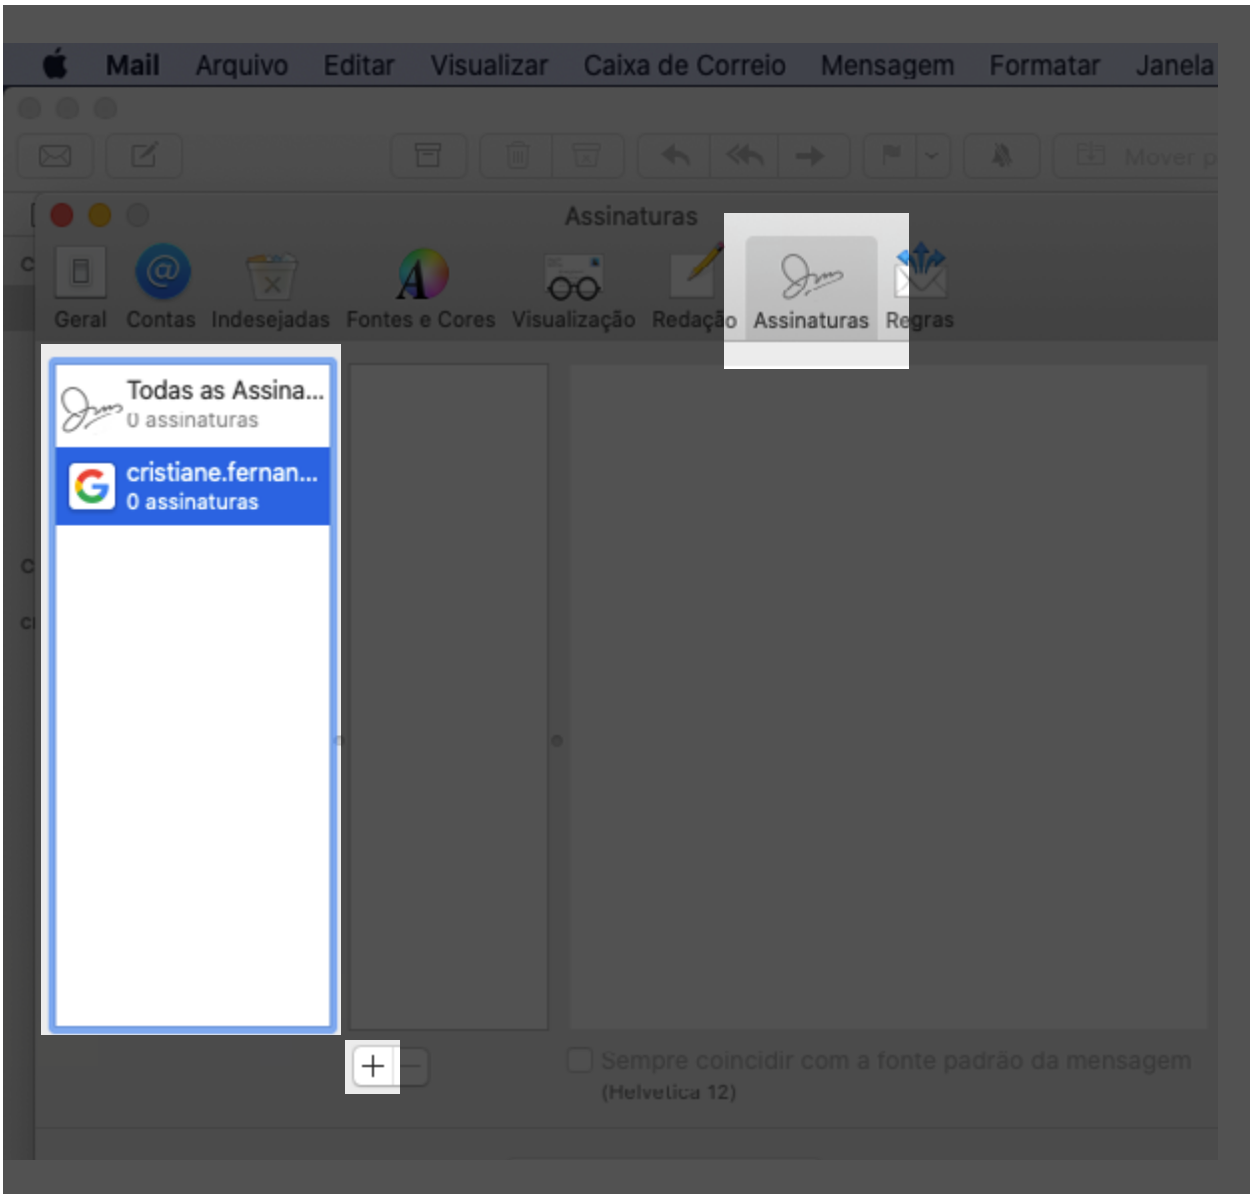 Mail Arquivo Editar Visualizar Caixa de Correio Mensagem Formatar Janela
Mover p
Assinaturas
Geral Contas Indesejadas Fontes e Cores Visualização Redação Assinaturas Regras
Todas as Assina...
0 assinaturas
cristiane.fernan...
0 assinaturas
Sempre coincidir com a fonte padrão da mensagem
(Helvetica 12)